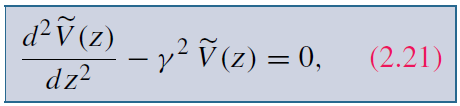 d²Ṽ(z)/dz² − γ² Ṽ(z) = 0, (2.21)